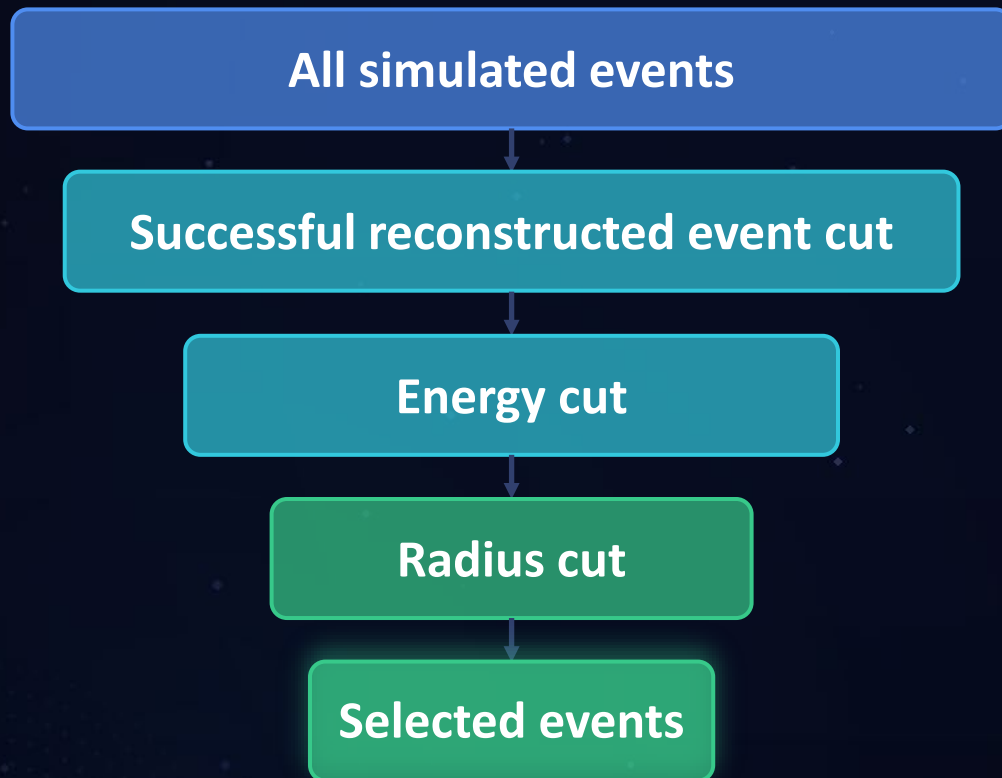 All simulated events
Successful reconstructed event cut
Energy cut
Radius cut
Selected events